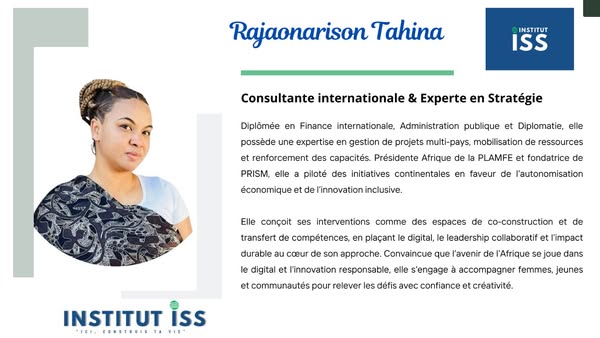 Rajaonarison Tahina
INSTITUT
ISS
Consultante internationale & Experte en Stratégie
Diplômée en Finance internationale, Administration publique et Diplomatie, elle
possède une expertise en gestion de projets multi-pays, mobilisation de ressources
et renforcement des capacités. Présidente Afrique de la PLAMFE et fondatrice de
PRISM, elle a piloté des initiatives continentales en faveur de l'autonomisation
économique et de l'innovation inclusive.
Elle conçoit ses interventions comme des espaces de co-construction et de
transfert de compétences, en plaçant le digital, le leadership collaboratif et l'impact
durable au cœur de son approche. Convaincue que l'avenir de l'Afrique se joue dans
le digital et l'innovation responsable, elle s'engage à accompagner femmes, jeunes
et communautés pour relever les défis avec confiance et créativité.
INSTITUT ISS
"ICI, CONSTRUIS TA VIE"